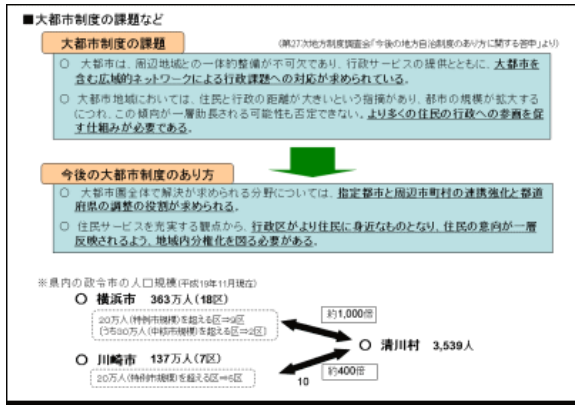 ■大都市制度の課題など
大都市制度の課題
(第27次地方制度調査会「今後の地方自治制度のあり方に関する答申」より)
○ 大都市は、周辺地域との一体的整備が不可欠であり、行政サービスの提供とともに、大都市を
含む広域的ネットワークによる行政課題への対応が求められている。
○ 大都市地域においては、住民と行政の距離が大きいという指摘があり、都市の規模が拡大する
につれ、この傾向が一層助長される可能性も否定できない。より多くの住民の行政への参画を促
す仕組みが必要である。
今後の大都市制度のあり方
○ 大都市圏全体で解決が求められる分野については、指定都市と周辺市町村の連携強化と都道
府県の調整の役割が求められる。
○ 住民サービスを充実する観点から、行政区がより住民に身近なものとなり、住民の意向が一層
反映されるよう、地域内分権化を図る必要がある。
※県内の政令市の人口規模(平成19年11月現在)
○ 横浜市 363万人(18区)
20万人(特例市規模)を超える区⇒9区
(うち30万人(中核市規模)を超える区⇒2区)
約1,000倍
○ 清川村 3,539人
○ 川崎市 137万人(7区)
約400倍
20万人(特例市規模)を超える区⇒5区
10